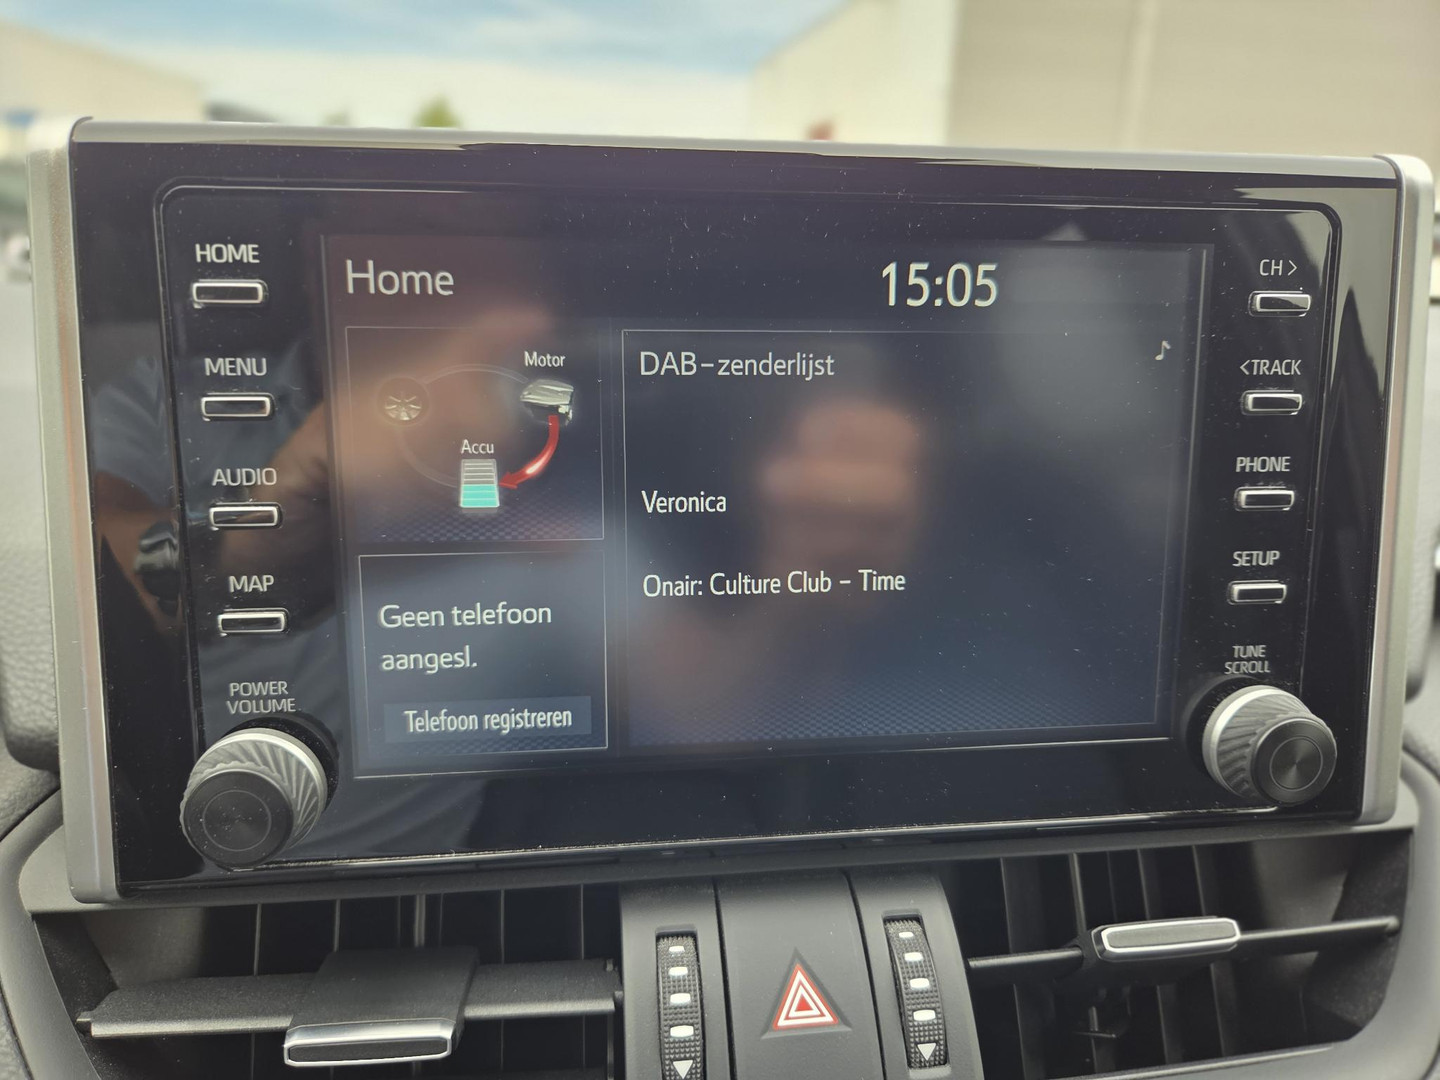 HOME
MENU
AUDIO
MAP
POWER
VOLUME
Home
15:05
Motor
Accu
Geen telefoon
aangesl.
Telefoon registreren
DAB-zenderlijst
Veronica
Onair: Culture Club - Time
CH >
<TRACK
PHONE
SETUP
TUNE
SCROLL